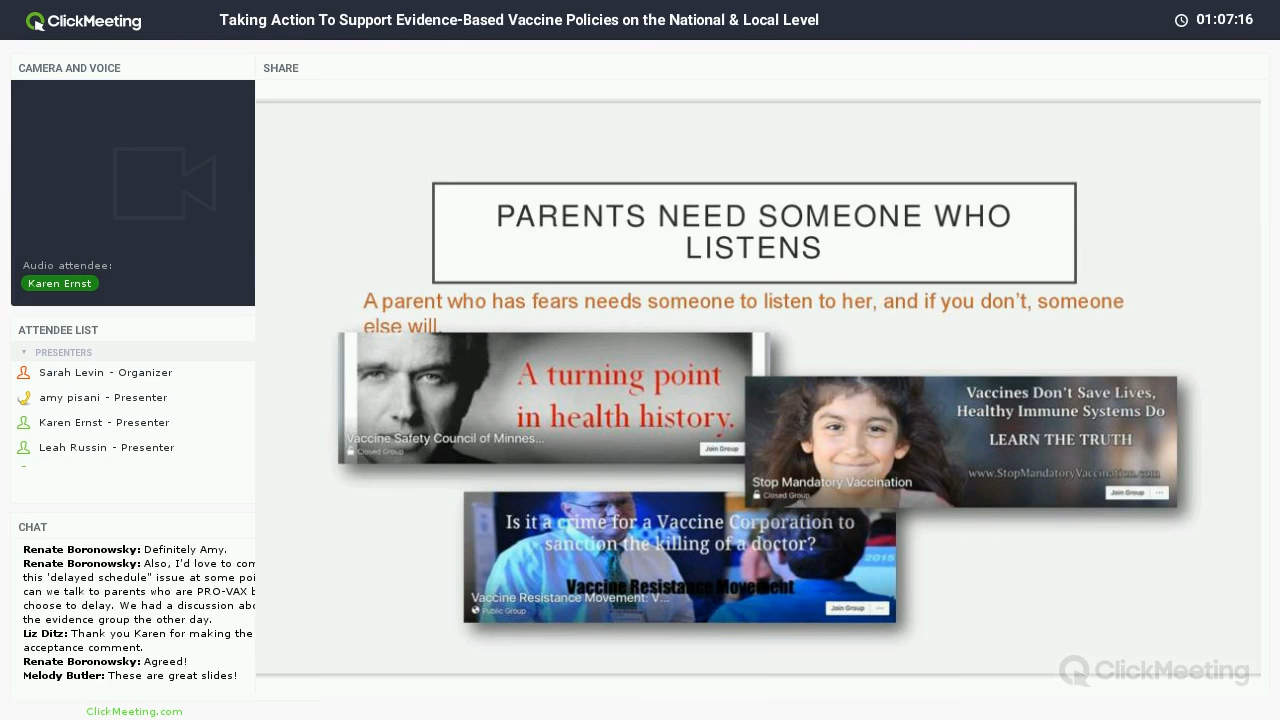 ClickMeeting
Taking Action To Support Evidence-Based Vaccine Policies on the National & Local Level
01:07:16
CAMERA AND VOICE
Audio attendee:
Karen Ernst
ATTENDEE LIST
PRESENTERS
Sarah Levin - Organizer
amy pisani - Presenter
Karen Ernst - Presenter
Leah Russin - Presenter
CHAT
Renate Boronowsky: Definitely Amy.
Renate Boronowsky: Also, I'd love to com
this 'delayed schedule" issue at some poi
can we talk to parents who are PRO-VAX b
choose to delay. We had a discussion abo
the evidence group the other day.
Liz Ditz: Thank you Karen for making the
acceptance comment.
Renate Boronowsky: Agreed!
Melody Butler: These are great slides!
ClickMeeting.com
SHARE
PARENTS NEED SOMEONE WHO
LISTENS
A parent who has fears needs someone to listen to her, and if you don't, someone
else will.
A turning point
in health history.
Vaccine Safety Council of Minnes...
Closed Group
Join Group
Vaccines Don't Save Lives,
Healthy Immune Systems Do
LEARN THE TRUTH
www.StopMandatoryVaccination.com
Stop Mandatory Vaccination
Closed Group
Join Group
Is it a crime for a Vaccine Corporation to
sanction the killing of a doctor?
2015
Vaccine Resistance Movement
Vaccine Resistance Movement: V...
Public Group
Join Group
ClickMeeting